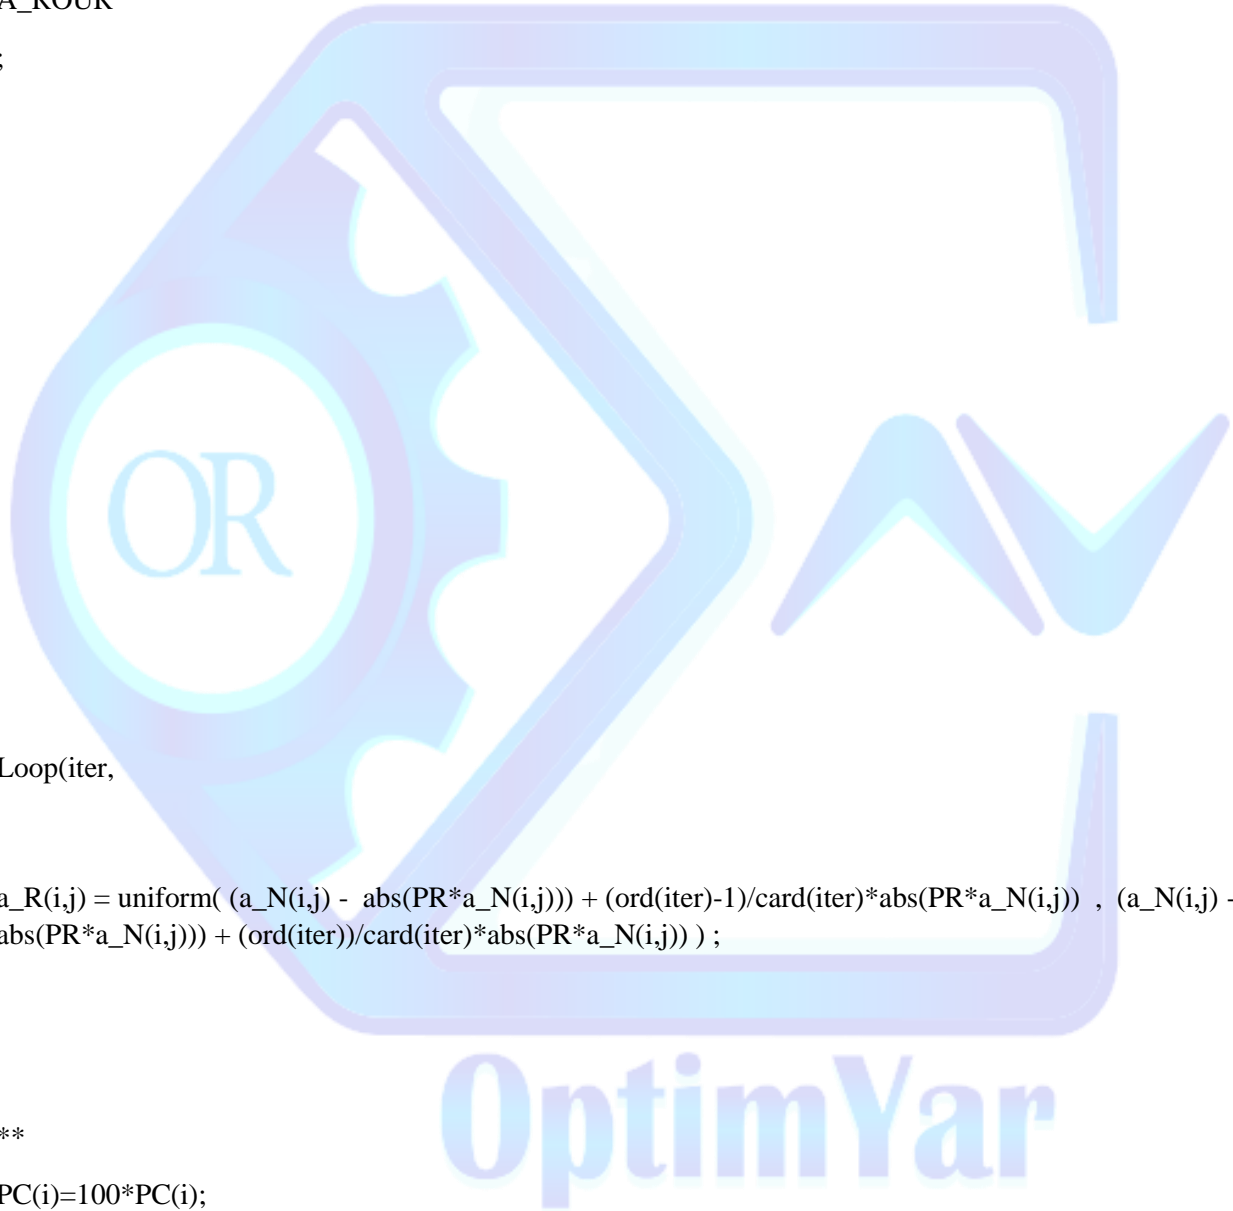 A_ROUR
;
OR
Loop(iter,
a_R(i,j) = uniform( (a_N(i,j) - abs(PR*a_N(i,j))) + (ord(iter)-1)/card(iter)*abs(PR*a_N(i,j)) , (a_N(i,j) -
abs(PR*a_N(i,j))) + (ord(iter))/card(iter)*abs(PR*a_N(i,j)) ) ;
OptimYar
**
PC(i)=100*PC(i);